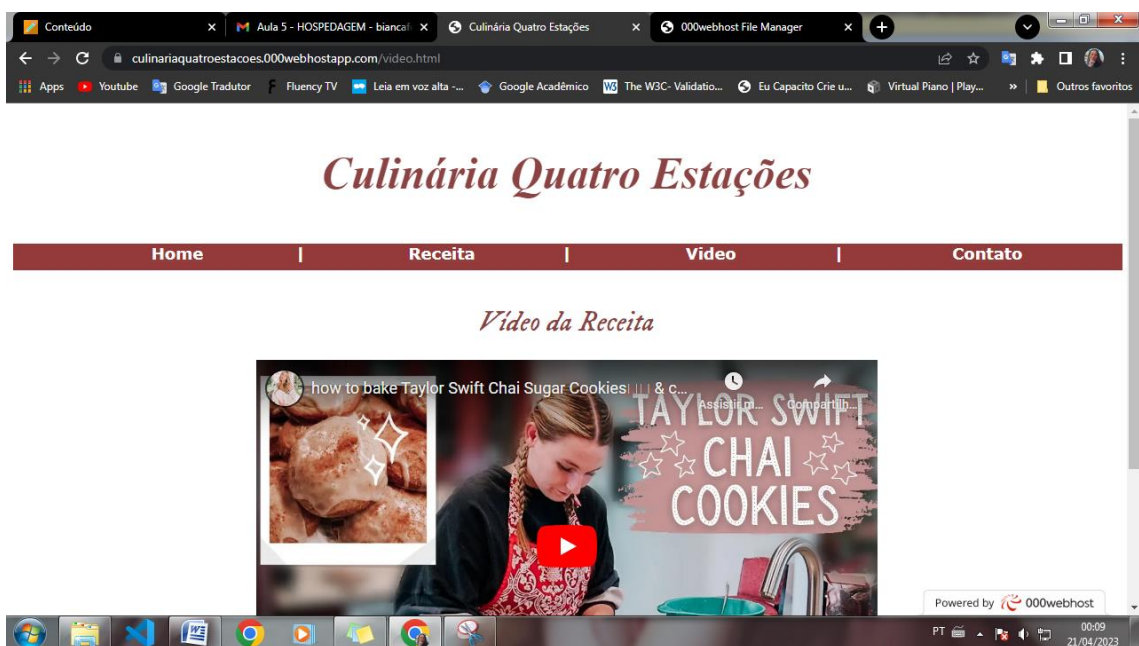 Conteúdo
Aula 5 - HOSPEDAGEM - biancaf
Culinária Quatro Estações
000webhost File Manager
culinariaquatroestacoes.000webhostapp.com/video.html
Apps Youtube Google Tradutor Fluency TV Leia em voz alta -... Google Acadêmico The W3C- Validatio... Eu Capacito Crie u... Virtual Piano | Play... » Outros favoritos
Culinária Quatro Estações
Home | Receita | Video | Contato
Vídeo da Receita
how to bake Taylor Swift Chai Sugar Cookies & c...
Assistir m... Compartilh...
TAYLOR SWIFT
CHAI
COOKIES
Powered by 000webhost
PT 00:09
21/04/2023